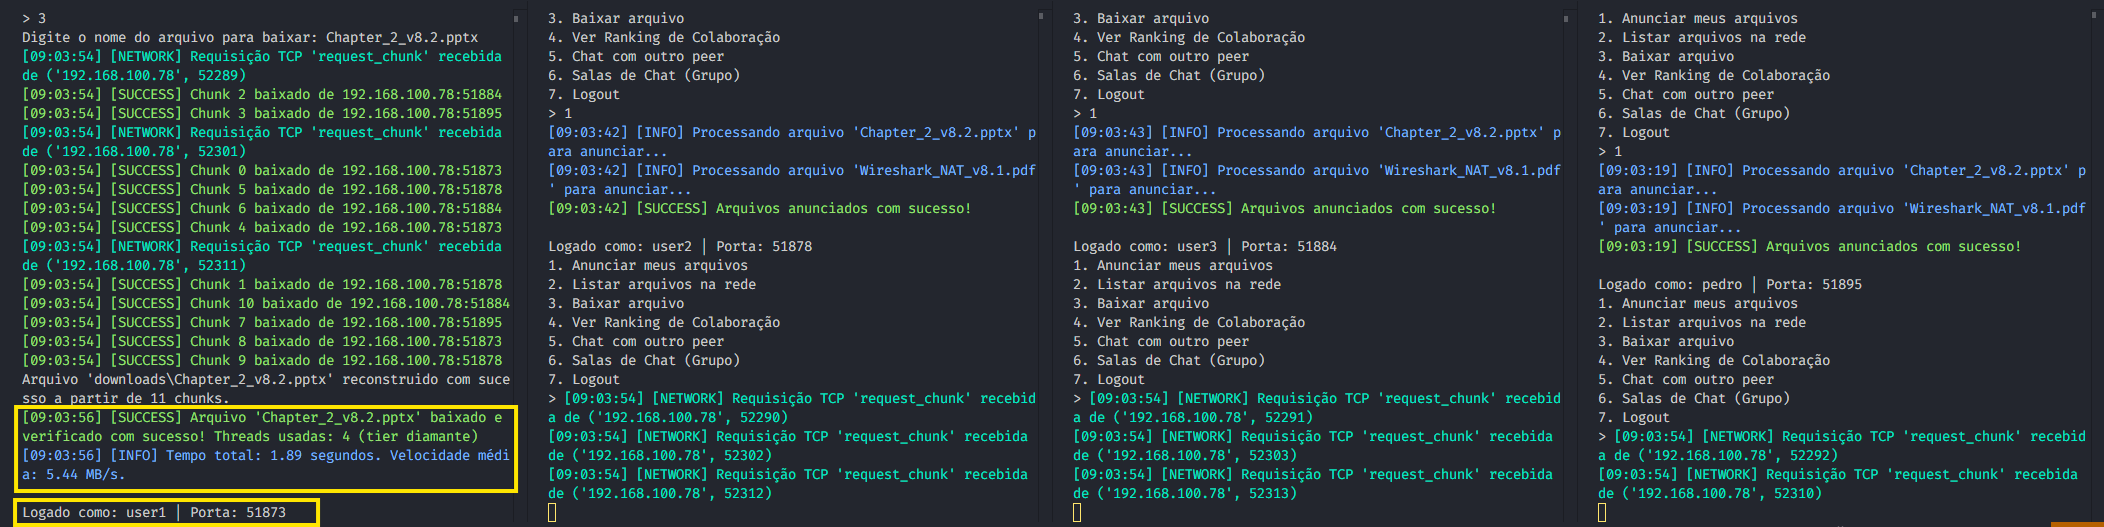 > 3
Digite o nome do arquivo para baixar: Chapter_2_v8.2.pptx
[09:03:54] [NETWORK] Requisição TCP 'request_chunk' recebida
de ('192.168.100.78', 52289)
[09:03:54] [SUCCESS] Chunk 2 baixado de 192.168.100.78:51884
[09:03:54] [SUCCESS] Chunk 3 baixado de 192.168.100.78:51895
[09:03:54] [NETWORK] Requisição TCP 'request_chunk' recebida
de ('192.168.100.78', 52301)
[09:03:54] [SUCCESS] Chunk 0 baixado de 192.168.100.78:51873
[09:03:54] [SUCCESS] Chunk 5 baixado de 192.168.100.78:51878
[09:03:54] [SUCCESS] Chunk 6 baixado de 192.168.100.78:51884
[09:03:54] [SUCCESS] Chunk 4 baixado de 192.168.100.78:51873
[09:03:54] [NETWORK] Requisição TCP 'request_chunk' recebida
de ('192.168.100.78', 52311)
[09:03:54] [SUCCESS] Chunk 1 baixado de 192.168.100.78:51878
[09:03:54] [SUCCESS] Chunk 10 baixado de 192.168.100.78:51884
[09:03:54] [SUCCESS] Chunk 7 baixado de 192.168.100.78:51895
[09:03:54] [SUCCESS] Chunk 8 baixado de 192.168.100.78:51873
[09:03:54] [SUCCESS] Chunk 9 baixado de 192.168.100.78:51878
Arquivo 'downloads\Chapter_2_v8.2.pptx' reconstruido com suce
sso a partir de 11 chunks.
[09:03:56] [SUCCESS] Arquivo 'Chapter_2_v8.2.pptx' baixado e
verificado com sucesso! Threads usadas: 4 (tier diamante)
[09:03:56] [INFO] Tempo total: 1.89 segundos. Velocidade médi
a: 5.44 MB/s.
Logado como: user1 | Porta: 51873
3. Baixar arquivo
4. Ver Ranking de Colaboração
5. Chat com outro peer
6. Salas de Chat (Grupo)
7. Logout
> 1
[09:03:42] [INFO] Processando arquivo 'Chapter_2_v8.2.pptx' p
ara anunciar...
[09:03:42] [INFO] Processando arquivo 'Wireshark_NAT_v8.1.pdf
' para anunciar...
[09:03:42] [SUCCESS] Arquivos anunciados com sucesso!
Logado como: user2 | Porta: 51878
1. Anunciar meus arquivos
2. Listar arquivos na rede
3. Baixar arquivo
4. Ver Ranking de Colaboração
5. Chat com outro peer
6. Salas de Chat (Grupo)
7. Logout
> [09:03:54] [NETWORK] Requisição TCP 'request_chunk' recebid
a de ('192.168.100.78', 52290)
[09:03:54] [NETWORK] Requisição TCP 'request_chunk' recebida
de ('192.168.100.78', 52302)
[09:03:54] [NETWORK] Requisição TCP 'request_chunk' recebida
de ('192.168.100.78', 52312)
3. Baixar arquivo
4. Ver Ranking de Colaboração
5. Chat com outro peer
6. Salas de Chat (Grupo)
7. Logout
> 1
[09:03:43] [INFO] Processando arquivo 'Chapter_2_v8.2.pptx' p
ara anunciar...
[09:03:43] [INFO] Processando arquivo 'Wireshark_NAT_v8.1.pdf
' para anunciar...
[09:03:43] [SUCCESS] Arquivos anunciados com sucesso!
Logado como: user3 | Porta: 51884
1. Anunciar meus arquivos
2. Listar arquivos na rede
3. Baixar arquivo
4. Ver Ranking de Colaboração
5. Chat com outro peer
6. Salas de Chat (Grupo)
7. Logout
> [09:03:54] [NETWORK] Requisição TCP 'request_chunk' recebid
a de ('192.168.100.78', 52291)
[09:03:54] [NETWORK] Requisição TCP 'request_chunk' recebida
de ('192.168.100.78', 52303)
[09:03:54] [NETWORK] Requisição TCP 'request_chunk' recebida
de ('192.168.100.78', 52313)
1. Anunciar meus arquivos
2. Listar arquivos na rede
3. Baixar arquivo
4. Ver Ranking de Colaboração
5. Chat com outro peer
6. Salas de Chat (Grupo)
7. Logout
> 1
[09:03:19] [INFO] Processando arquivo 'Chapter_2_v8.2.pptx' p
ara anunciar...
[09:03:19] [INFO] Processando arquivo 'Wireshark_NAT_v8.1.pdf
' para anunciar...
[09:03:19] [SUCCESS] Arquivos anunciados com sucesso!
Logado como: pedro | Porta: 51895
1. Anunciar meus arquivos
2. Listar arquivos na rede
3. Baixar arquivo
4. Ver Ranking de Colaboração
5. Chat com outro peer
6. Salas de Chat (Grupo)
7. Logout
> [09:03:54] [NETWORK] Requisição TCP 'request_chunk' recebid
a de ('192.168.100.78', 52292)
[09:03:54] [NETWORK] Requisição TCP 'request_chunk' recebida
de ('192.168.100.78', 52310)